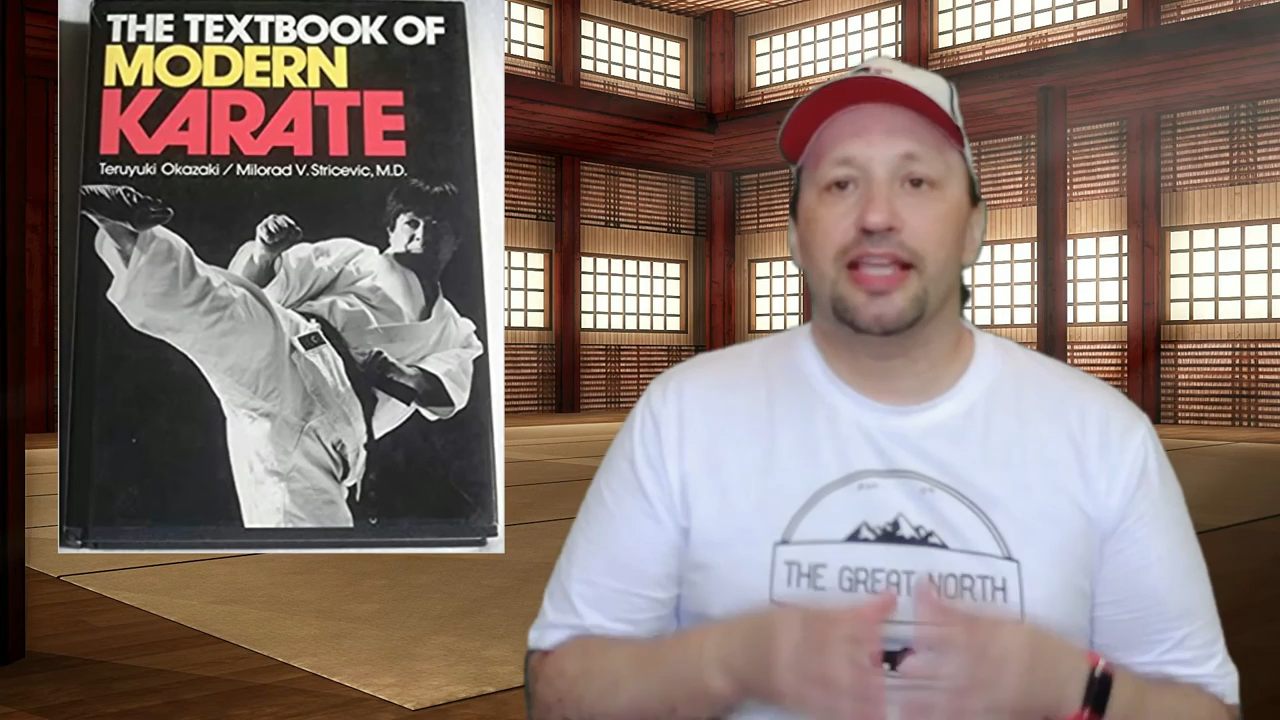 THE TEXTBOOK OF
MODERN
KARATE
Teruyuki Okazaki / Milorad V. Stricevic, M.D.
THE GREAT NORTH